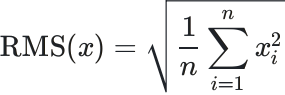 RMS(x) = √(1/n ∑_{i=1}^{n} x_i^2)